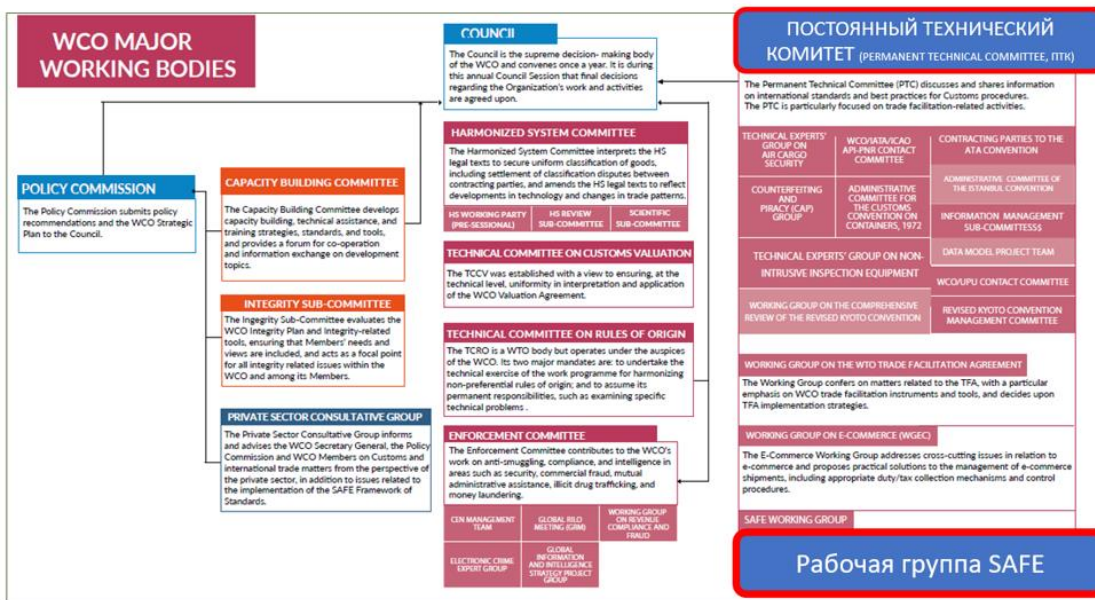 WCO MAJOR
WORKING BODIES
POLICY COMMISSION
The Policy Commission submits policy
recommendations and the WCO Strategic
Plan to the Council.
CAPACITY BUILDING COMMITTEE
The Capacity Building Committee develops
capacity building, technical assistance, and
training strategies, standards, and tools,
and provides a forum for co-operation
and information exchange on development
topics.
INTEGRITY SUB-COMMITTEE
The Ingegrity Sub-Committee evaluates the
WCO Integrity Plan and Integrity-related
tools, ensuring that Members' needs and
views are included, and acts as a focal point
for all integrity related issues within the
WCO and among its Members.
PRIVATE SECTOR CONSULTATIVE GROUP
The Private Sector Consultative Group informs
and advises the WCO Secretary General, the Policy
Commission and WCO Members on Customs and
international trade matters from the perspective of
the private sector, in addition to issues related to
the implementation of the SAFE Framework of
Standards.
COUNCIL
The Council is the supreme decision- making body
of the WCO and convenes once a year. It is during
this annual Council Session that final decisions
regarding the Organization's work and activities
are agreed upon.
HARMONIZED SYSTEM COMMITTEE
The Harmonized System Committee interprets the HS
legal texts to secure uniform classification of goods,
including settlement of classification disputes between
contracting parties, and amends the HS legal texts to reflect
developments in technology and changes in trade patterns.
HS WORKING PARTY
(PRE-SESSIONAL)
HS REVIEW
SUB-COMMITTEE
SCIENTIFIC
SUB-COMMITTEE
TECHNICAL COMMITTEE ON CUSTOMS VALUATION
The TCCV was established with a view to ensuring, at the
technical level, uniformity in interpretation and application
of the WCO Valuation Agreement.
TECHNICAL COMMITTEE ON RULES OF ORIGIN
The TCRO is a WTO body but operates under the auspices
of the WCO. Its two major mandates are: to undertake the
technical exercise of the work programme for harmonizing
non-preferential rules of origin; and to assume its
permanent responsibilities, such as examining specific
technical problems .
ENFORCEMENT COMMITTEE
The Enforcement Committee contributes to the WCO's
work on anti-smuggling, compliance, and intelligence in
areas such as security, commercial fraud, mutual
administrative assistance, illicit drug trafficking, and
money laundering.
CEN MANAGEMENT
TEAM
GLOBAL RILO
MEETING (GRM)
WORKING GROUP
ON REVENUE
COMPLIANCE AND
FRAUD
ELECTRONIC CRIME
EXPERT GROUP
GLOBAL
INFORMATION
AND INTELLIGENCE
STRATEGY PROJECT
GROUP
ПОСТОЯННЫЙ ТЕХНИЧЕСКИЙ
КОМИТЕТ (PERMANENT TECHNICAL COMMITTEE, ПТК)
The Permanent Technical Committee (PTC) discusses and shares information
on international standards and best practices for Customs procedures.
The PTC is particularly focused on trade facilitation-related activities.
TECHNICAL EXPERTS'
GROUP ON
AIR CARGO
SECURITY
WCO/IATA/ICAO
API-PNR CONTACT
COMMITTEE
CONTRACTING PARTIES TO THE
ATA CONVENTION
ADMINISTRATIVE COMMITTEE OF
THE ISTANBUL CONVENTION
COUNTERFEITING
AND
PIRACY (CAP)
GROUP
ADMINISTRATIVE
COMMITTEE FOR
THE CUSTOMS
CONVENTION ON
CONTAINERS, 1972
INFORMATION MANAGEMENT
SUB-COMMITTESS$
DATA MODEL PROJECT TEAM
TECHNICAL EXPERTS' GROUP ON NON-
INTRUSIVE INSPECTION EQUIPMENT
WCO/UPU CONTACT COMMITTEE
WORKING GROUP ON THE COMPREHENSIVE
REVIEW OF THE REVISED KYOTO CONVENTION
REVISED KYOTO CONVENTION
MANAGEMENT COMMITTEE
WORKING GROUP ON THE WTO TRADE FACILITATION AGREEMENT
The Working Group confers on matters related to the TFA, with a particular
emphasis on WCO trade facilitation instruments and tools, and decides upon
TFA implementation strategies.
WORKING GROUP ON E-COMMERCE (WGEC)
The E-Commerce Working Group addresses cross-cutting issues in relation to
e-commerce and proposes practical solutions to the management of e-commerce
shipments, including appropriate duty/tax collection mechanisms and control
procedures.
SAFE WORKING GROUP
Рабочая группа SAFE